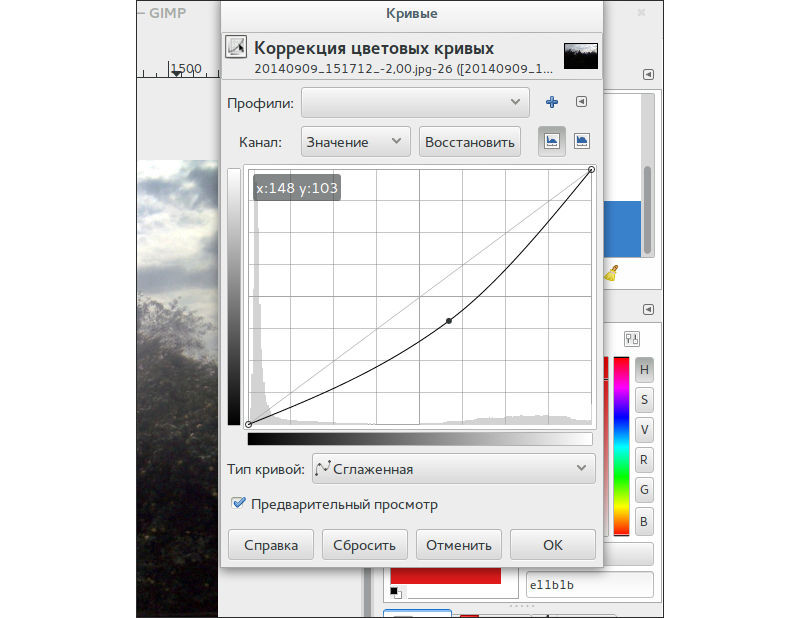 GIMP
Кривые
Коррекция цветовых кривых
20140909_151712_-2,00.jpg-26 ([20140909_1...
1500
Профили:
Канал: Значение Восстановить
x:148 y:103
H
S
V
R
G
B
Тип кривой: Сглаженная
Предварительный просмотр
Справка Сбросить Отменить OK
e11b1b